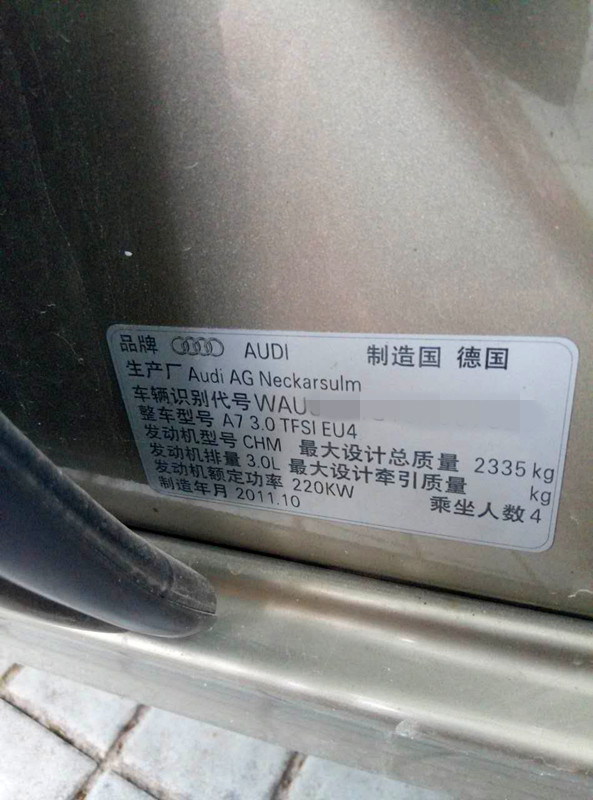 品牌 AUDI 制造国 德国
生产厂 Audi AG Neckarsulm
车辆识别代号 WAU
整车型号 A7 3.0 TFSI EU4
发动机型号 CHM 最大设计总质量 2335 kg
发动机排量 3.0L 最大设计牵引质量 kg
发动机额定功率 220KW 乘坐人数 4
制造年月 2011.10